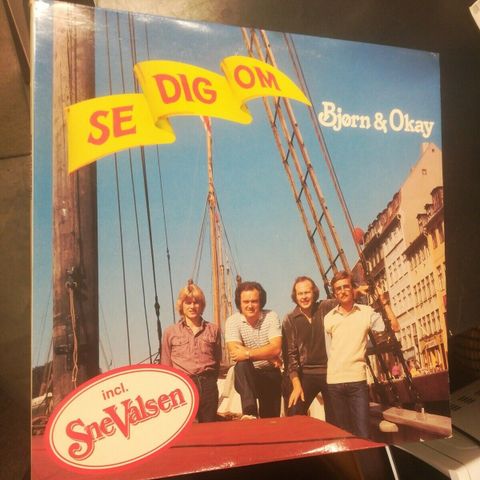 SE DIG OM
Bjørn & Okay
incl.
SneValsen